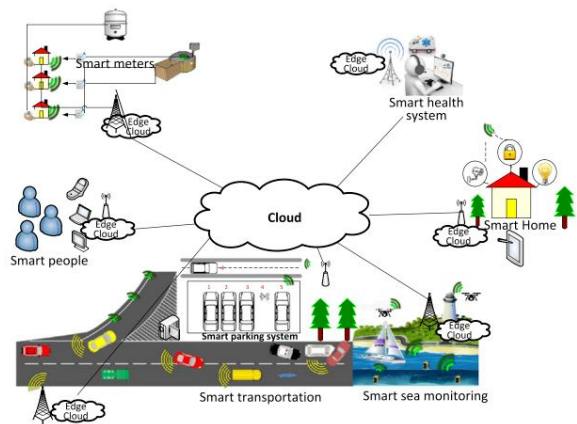 Smart meters
Edge
Cloud
Edge
Cloud
Smart health
system
Edge
Cloud
Smart people
Cloud
Edge
Cloud
Smart Home
1 2 3 4 5
Smart parking system
Edge
Cloud
Smart transportation
Edge
Cloud
Smart sea monitoring